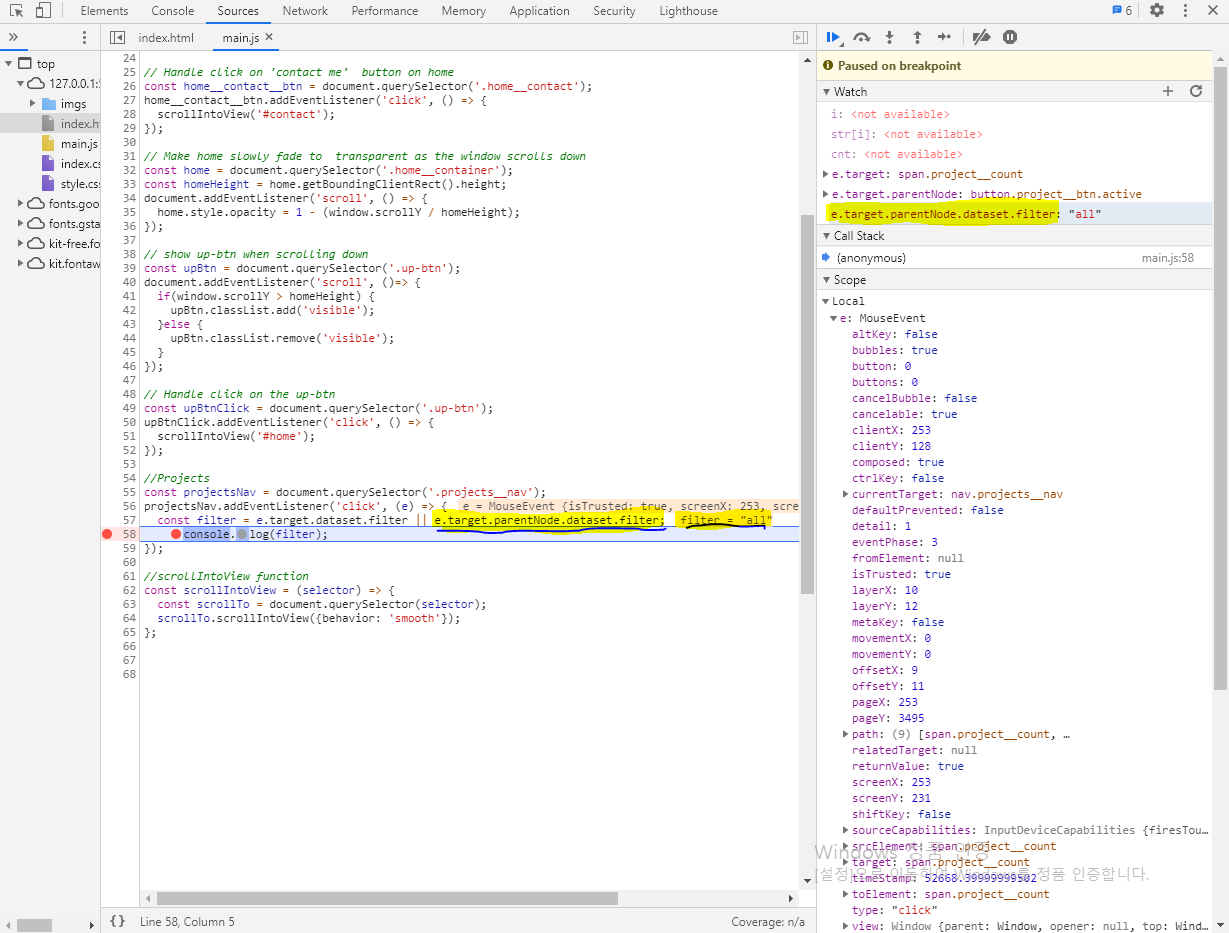 Elements Console Sources Network Performance Memory Application Security Lighthouse 6
» index.html main.js ×
top
127.0.0.1:
imgs
index.ht
main.js
index.cs
style.css
fonts.goo
fonts.gsta
kit-free.fo
kit.fontaw
24
25 // Handle click on 'contact me' button on home
26 const home__contact__btn = document.querySelector('.home__contact');
27 home__contact__btn.addEventListener('click', () => {
28 scrollIntoView('#contact');
29 });
30
31 // Make home slowly fade to transparent as the window scrolls down
32 const home = document.querySelector('.home__container');
33 const homeHeight = home.getBoundingClientRect().height;
34 document.addEventListener('scroll', () => {
35 home.style.opacity = 1 - (window.scrollY / homeHeight);
36 });
37
38 // show up-btn when scrolling down
39 const upBtn = document.querySelector('.up-btn');
40 document.addEventListener('scroll', ()=> {
41 if(window.scrollY > homeHeight) {
42 upBtn.classList.add('visible');
43 }else {
44 upBtn.classList.remove('visible');
45 }
46 });
47
48 // Handle click on the up-btn
49 const upBtnClick = document.querySelector('.up-btn');
50 upBtnClick.addEventListener('click', () => {
51 scrollIntoView('#home');
52 });
53
54 //Projects
55 const projectsNav = document.querySelector('.projects__nav');
56 projectsNav.addEventListener('click', (e) => { e = MouseEvent {isTrusted: true, screenX: 253, scre
57 const filter = e.target.dataset.filter || e.target.parentNode.dataset.filter; filter = "all"
58 console.log(filter);
59 });
60
61 //scrollIntoView function
62 const scrollIntoView = (selector) => {
63 const scrollTo = document.querySelector(selector);
64 scrollTo.scrollIntoView({behavior: 'smooth'});
65 };
66
67
68
{} Line 58, Column 5 Coverage: n/a
Paused on breakpoint
Watch
i: <not available>
str[i]: <not available>
cnt: <not available>
e.target: span.project__count
e.target.parentNode: button.project__btn.active
e.target.parentNode.dataset.filter: "all"
Call Stack
(anonymous) main.js:58
Scope
Local
e: MouseEvent
altKey: false
bubbles: true
button: 0
buttons: 0
cancelBubble: false
cancelable: true
clientX: 253
clientY: 128
composed: true
ctrlKey: false
currentTarget: nav.projects__nav
defaultPrevented: false
detail: 1
eventPhase: 3
fromElement: null
isTrusted: true
layerX: 10
layerY: 12
metaKey: false
movementX: 0
movementY: 0
offsetX: 9
offsetY: 11
pageX: 253
pageY: 3495
path: (9) [span.project__count, …
relatedTarget: null
returnValue: true
screenX: 253
screenY: 231
shiftKey: false
sourceCapabilities: InputDeviceCapabilities {firesTou…
srcElement: span.project__count
target: span.project__count
timeStamp: 52668.39999999502
toElement: span.project__count
type: "click"
view: Window {parent: Window, opener: null, top: Wind…
Windows 정품 인증
[설정]으로 이동하여 Windows를 정품 인증합니다.